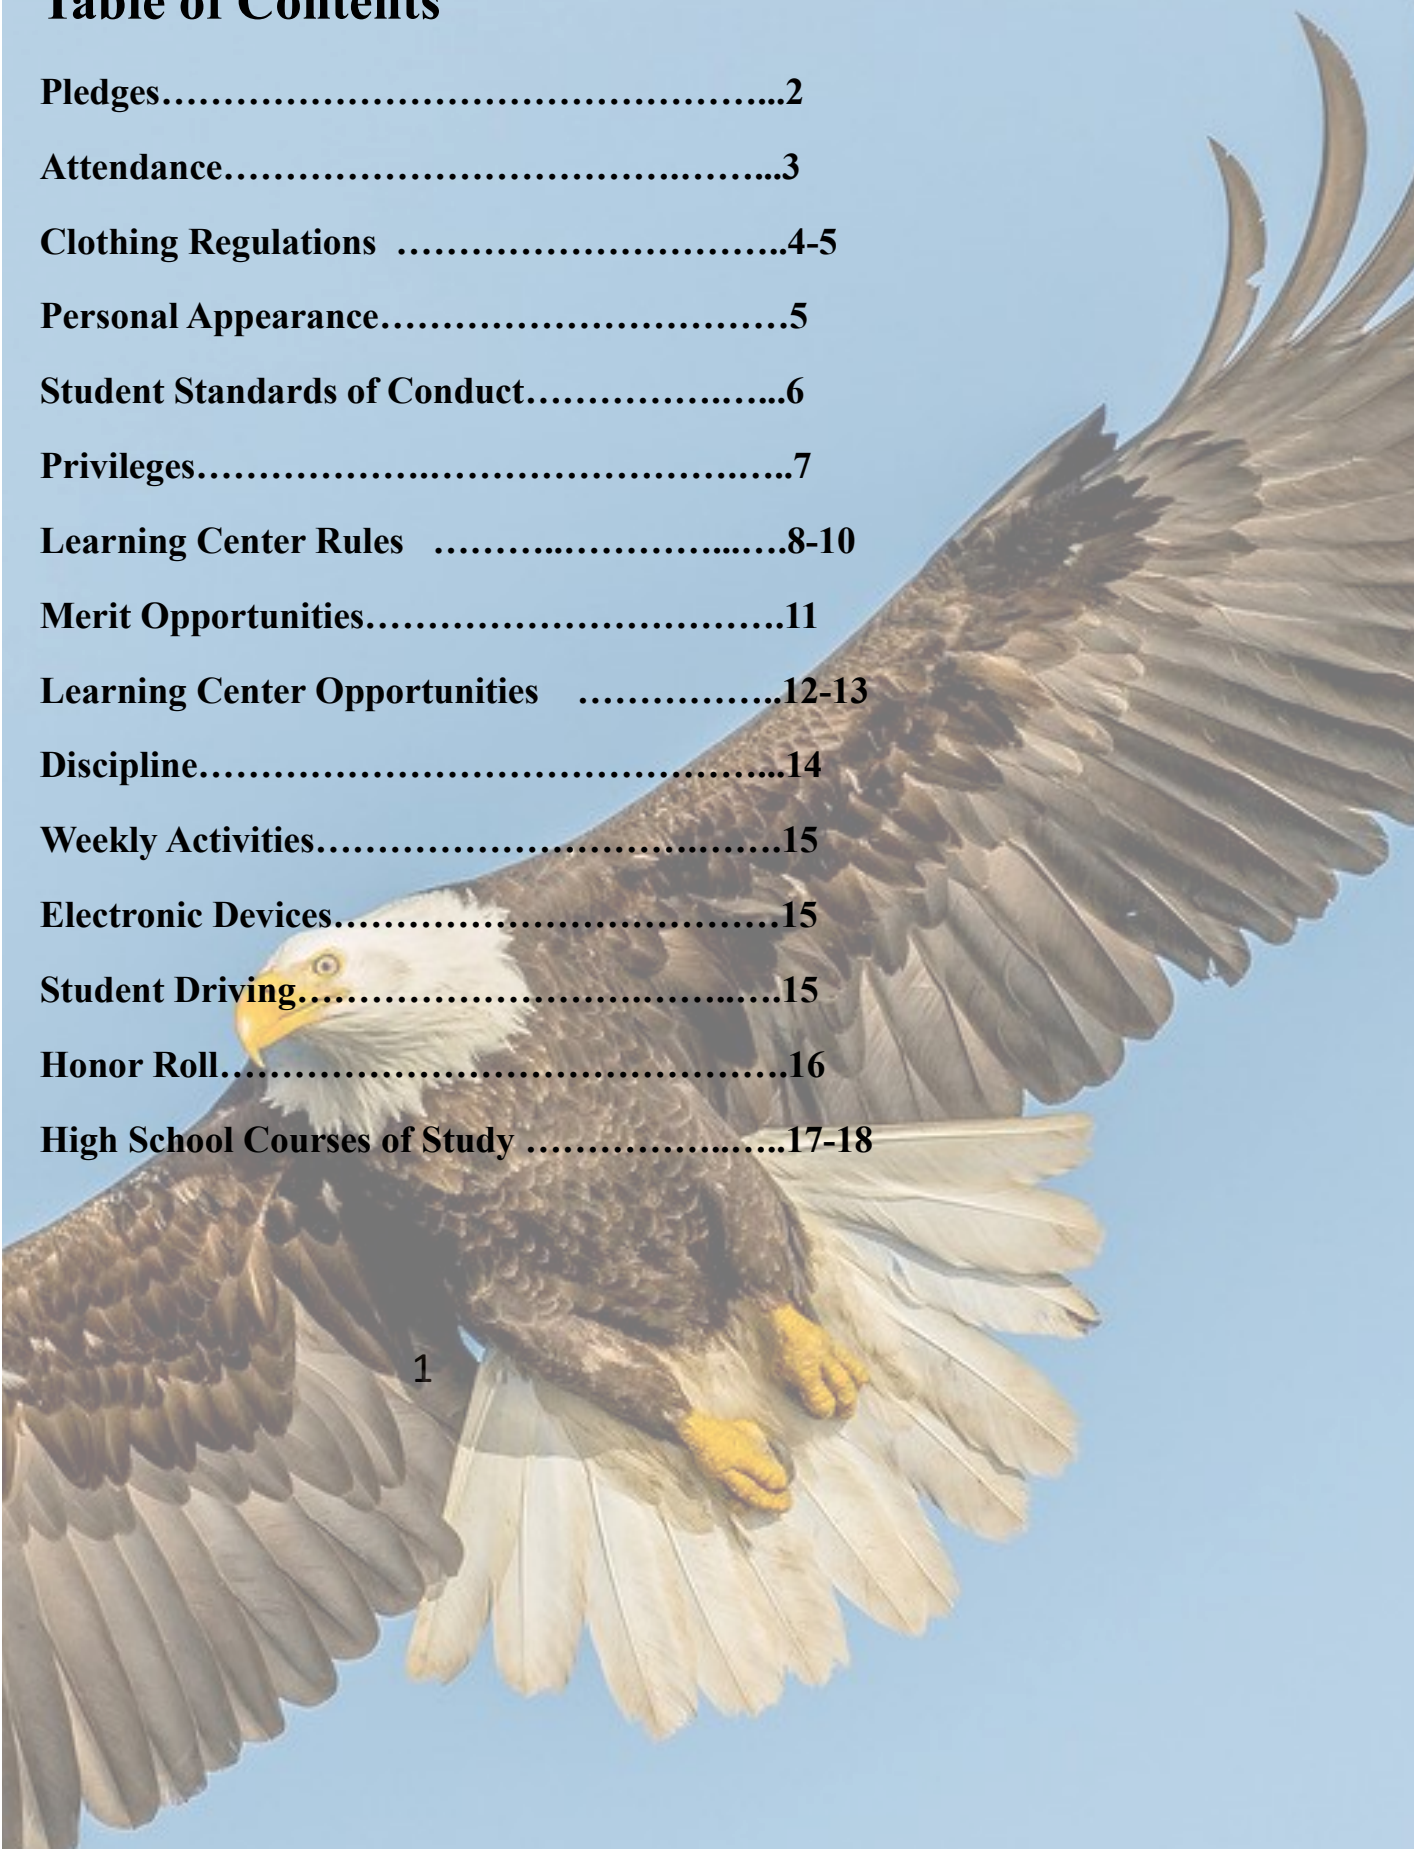 Table of Contents
Pledges…………………………………………...2
Attendance……………………………….……...3
Clothing Regulations  …………………………..4-5
Personal Appearance……………………………5
Student Standards of Conduct…………….…...6
Privileges……………….…………………….…..7
Learning Center Rules   ………..…………...….8-10
Merit Opportunities…………………………….11
Learning Center Opportunities    ……………..12-13
Discipline………………………………………...14
Weekly Activities………………………….…….15
Electronic Devices………………………………15
Student Driving……………………….……..….15
Honor Roll……………………………………….16
High School Courses of Study ……………..…..17-18
1